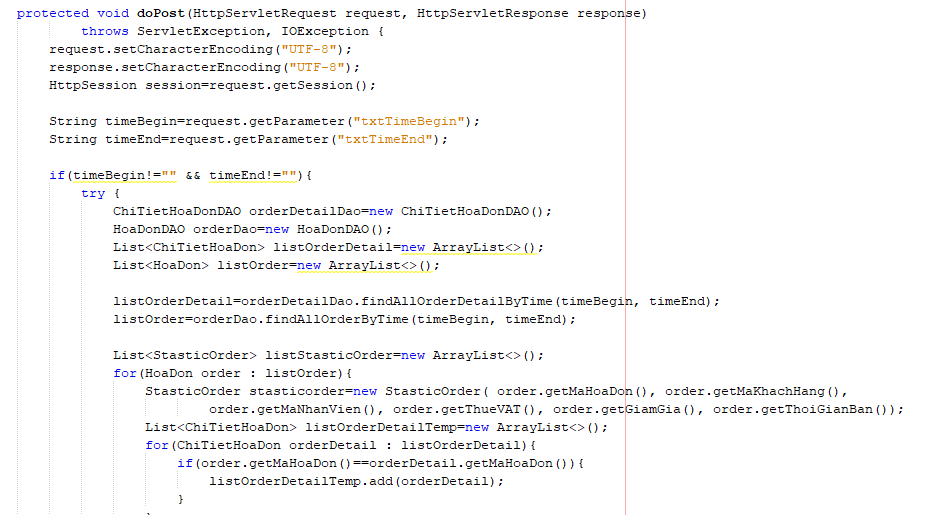 protected void doPost(HttpServletRequest request, HttpServletResponse response)
        throws ServletException, IOException {
    request.setCharacterEncoding("UTF-8");
    response.setCharacterEncoding("UTF-8");
    HttpSession session=request.getSession();

    String timeBegin=request.getParameter("txtTimeBegin");
    String timeEnd=request.getParameter("txtTimeEnd");

    if(timeBegin!="" && timeEnd!=""){
        try {
            ChiTietHoaDonDAO orderDetailDao=new ChiTietHoaDonDAO();
            HoaDonDAO orderDao=new HoaDonDAO();
            List<ChiTietHoaDon> listOrderDetail=new ArrayList<>();
            List<HoaDon> listOrder=new ArrayList<>();

            listOrderDetail=orderDetailDao.findAllOrderDetailByTime(timeBegin, timeEnd);
            listOrder=orderDao.findAllOrderByTime(timeBegin, timeEnd);

            List<StasticOrder> listStasticOrder=new ArrayList<>();
            for(HoaDon order : listOrder){
                StasticOrder stasticorder=new StasticOrder( order.getMaHoaDon(), order.getMaKhachHang(),
                        order.getMaNhanVien(), order.getThueVAT(), order.getGiamGia(), order.getThoiGianBan());
                List<ChiTietHoaDon> listOrderDetailTemp=new ArrayList<>();
                for(ChiTietHoaDon orderDetail : listOrderDetail){
                    if(order.getMaHoaDon()==orderDetail.getMaHoaDon()){
                        listOrderDetailTemp.add(orderDetail);
                    }